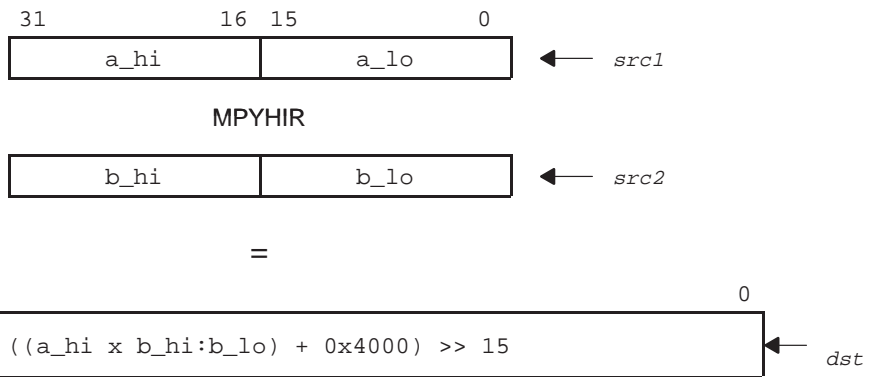 31 16 15 0
a_hi a_lo src1
MPYHIR
b_hi b_lo src2
=
0
((a_hi x b_hi:b_lo) + 0x4000) >> 15 dst